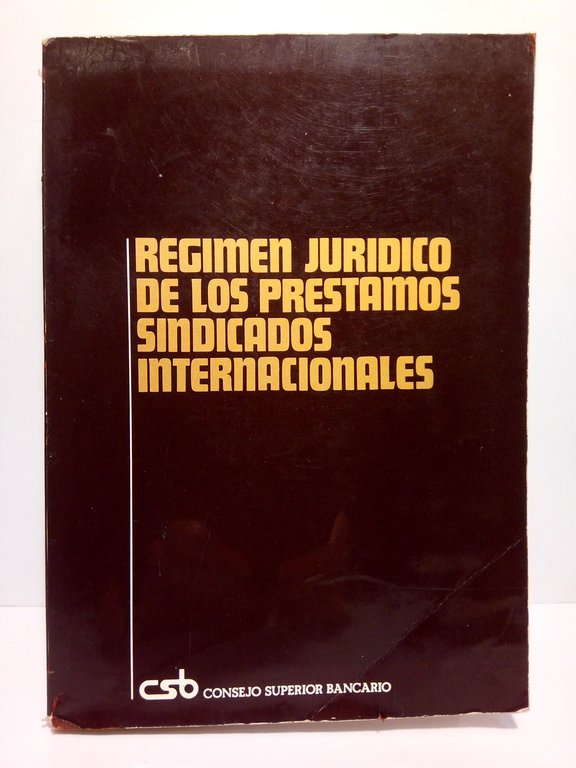 REGIMEN JURIDICO
DE LOS PRESTAMOS
SINDICADOS
INTERNACIONALES
csb CONSEJO SUPERIOR BANCARIO